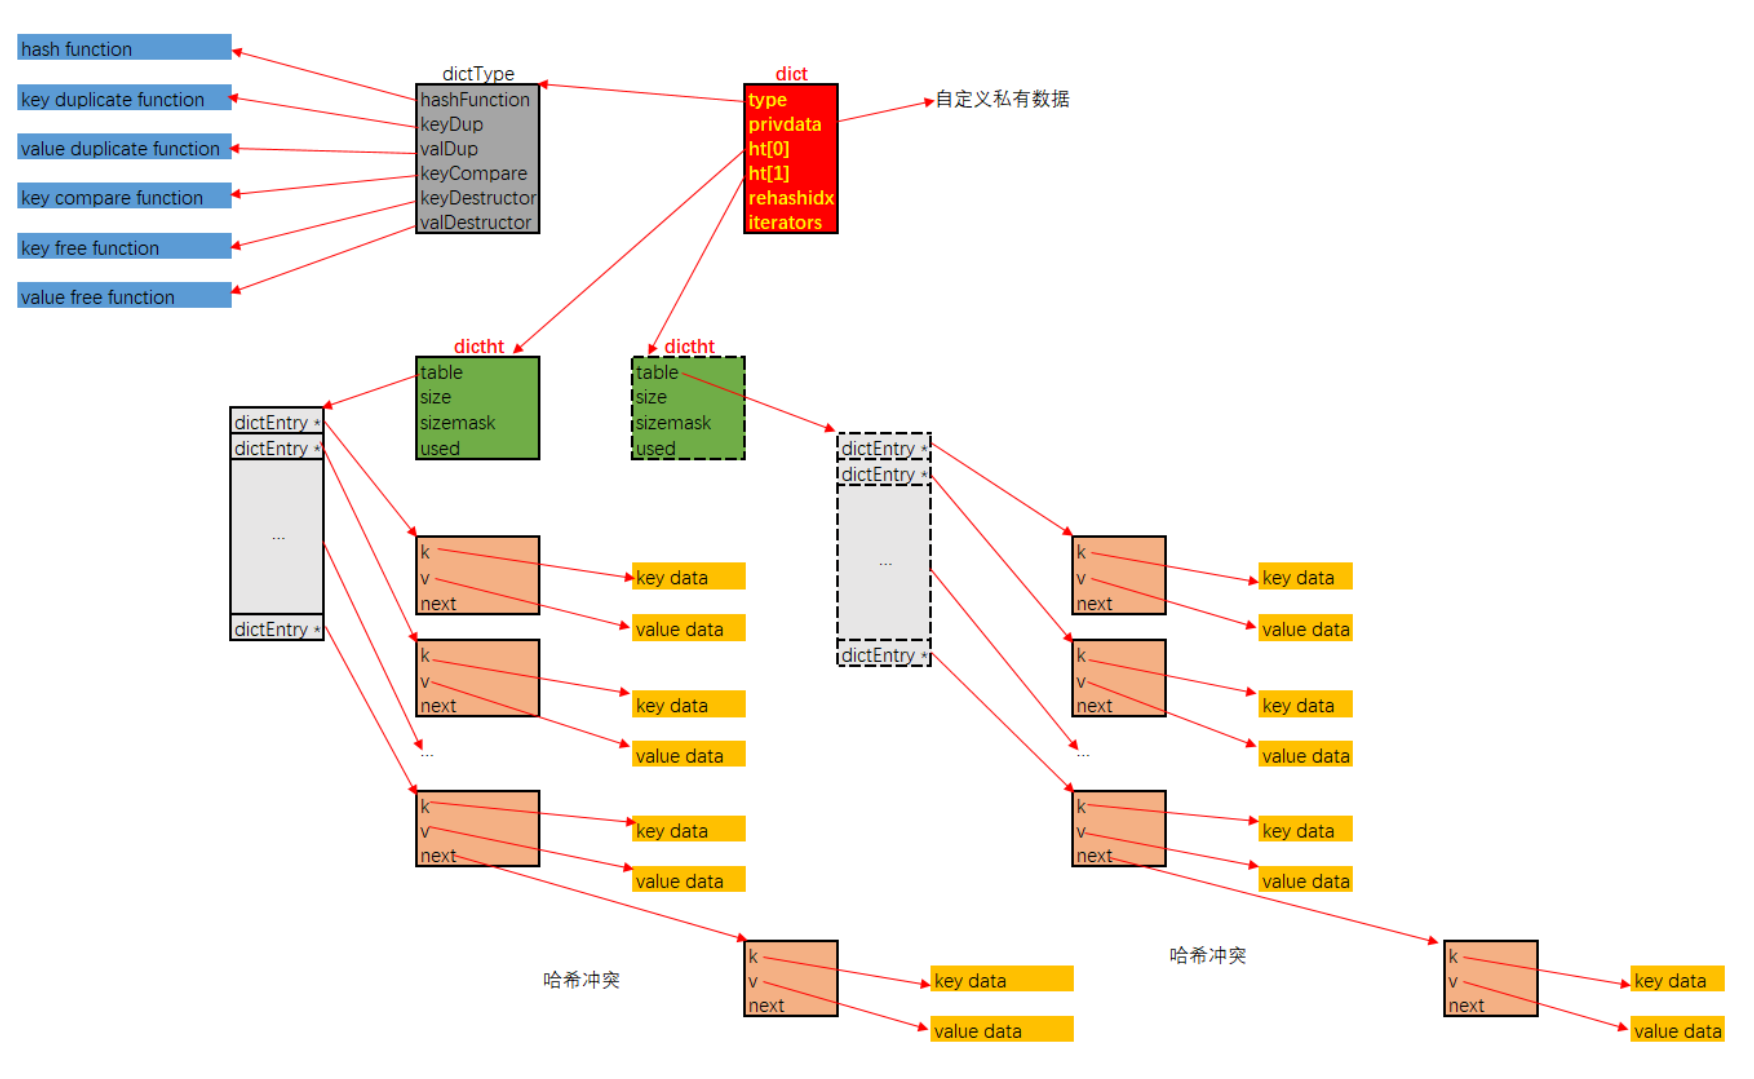 hash function
key duplicate function
value duplicate function
key compare function
key free function
value free function
dictType
hashFunction
keyDup
valDup
keyCompare
keyDestructor
valDestructor
dict
type
privdata
ht[0]
ht[1]
rehashidx
iterators
自定义私有数据
dictht
table
size
sizemask
used
dictht
table
size
sizemask
used
dictEntry *
dictEntry *
...
dictEntry *
k
v
next
key data
value data
k
v
next
key data
value data
...
k
v
next
key data
value data
哈希冲突
k
v
next
key data
value data
dictEntry *
dictEntry *
...
dictEntry *
k
v
next
key data
value data
k
v
next
key data
value data
...
k
v
next
key data
value data
哈希冲突
k
v
next
key data
value data